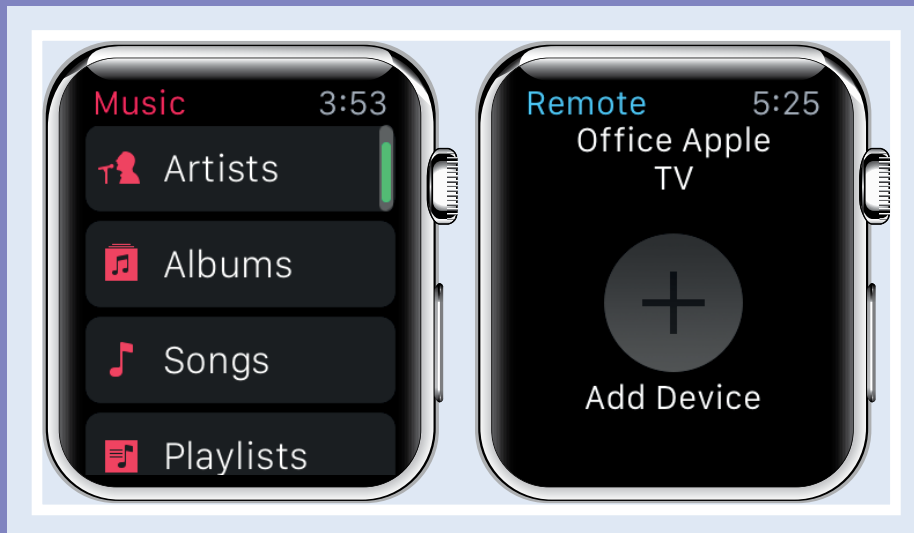 Music 3:53
Artists
Albums
Songs
Playlists
Remote 5:25
Office Apple
TV
Add Device